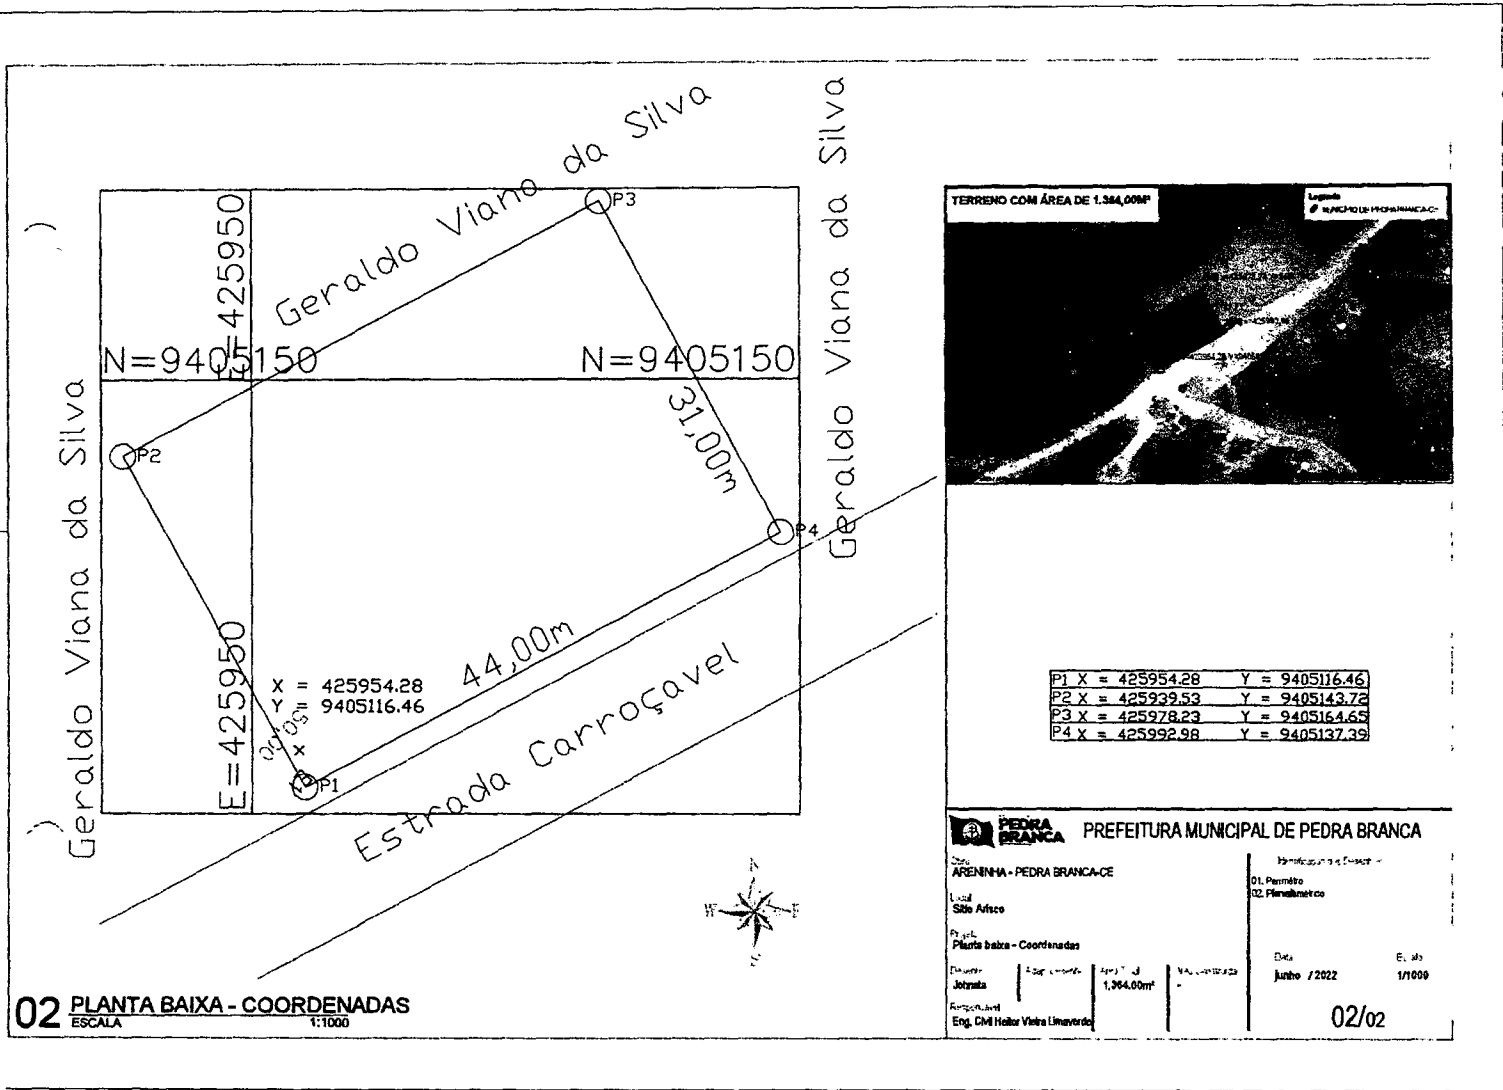 Geraldo Viana da Silva
Geraldo Viana da Silva
Geraldo Viana da Silva
P3
E=425950
N=9405150
N=9405150
31,00m
P2
P4
E=425950
44,00m
X = 425954.28
Y = 9405116.46
P1
Estrada Carroçavel
02 PLANTA BAIXA - COORDENADAS
ESCALA 1:1000
TERRENO COM ÁREA DE 1.364,00M²
Legenda
P1 X = 425954.28 Y = 9405116.46
P2 X = 425939.53 Y = 9405143.72
P3 X = 425978.23 Y = 9405164.65
P4 X = 425992.98 Y = 9405137.39
PEDRA
BRANCA
PREFEITURA MUNICIPAL DE PEDRA BRANCA
ARENINHA - PEDRA BRANCA-CE
01. Perímetro
02. Planialtimétrico
Local
Sítio Arisco
Planta baixa - Coordenadas
Data
junho / 2022
1/1000
Johnata
1,364.00m²
-
Eng. Civil Heitor Vieira Limaverde
02/02